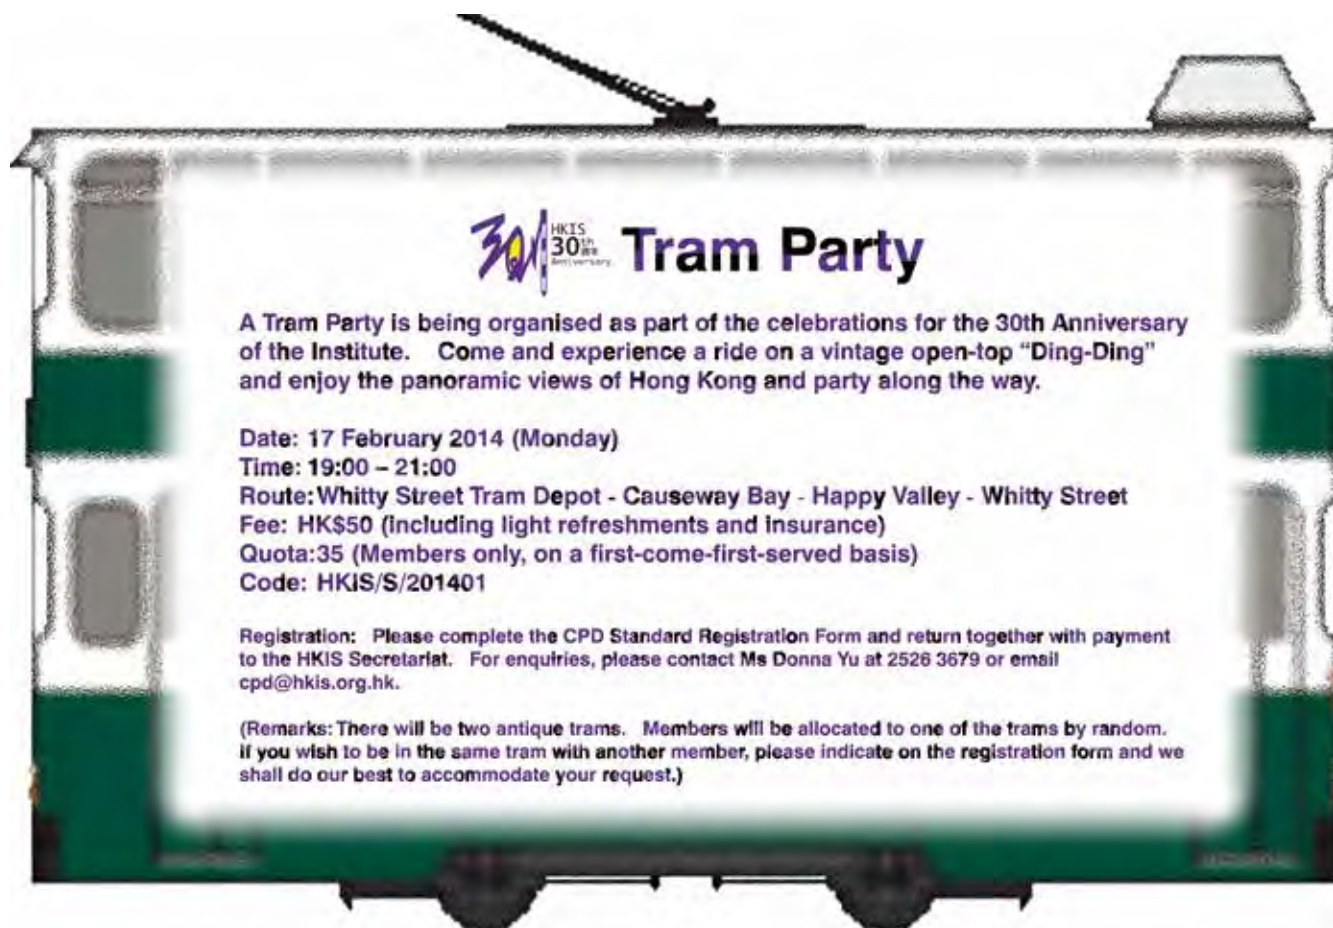 HKIS
30th
Anniversary
Tram Party
A Tram Party is being organised as part of the celebrations for the 30th Anniversary
of the Institute. Come and experience a ride on a vintage open-top “Ding-Ding”
and enjoy the panoramic views of Hong Kong and party along the way.
Date: 17 February 2014 (Monday)
Time: 19:00 – 21:00
Route: Whitty Street Tram Depot - Causeway Bay - Happy Valley - Whitty Street
Fee: HK$50 (including light refreshments and insurance)
Quota: 35 (Members only, on a first-come-first-served basis)
Code: HKIS/S/201401
Registration: Please complete the CPD Standard Registration Form and return together with payment
to the HKIS Secretariat. For enquiries, please contact Ms Donna Yu at 2526 3679 or email
cpd@hkis.org.hk.
(Remarks: There will be two antique trams. Members will be allocated to one of the trams by random.
If you wish to be in the same tram with another member, please indicate on the registration form and we
shall do our best to accommodate your request.)